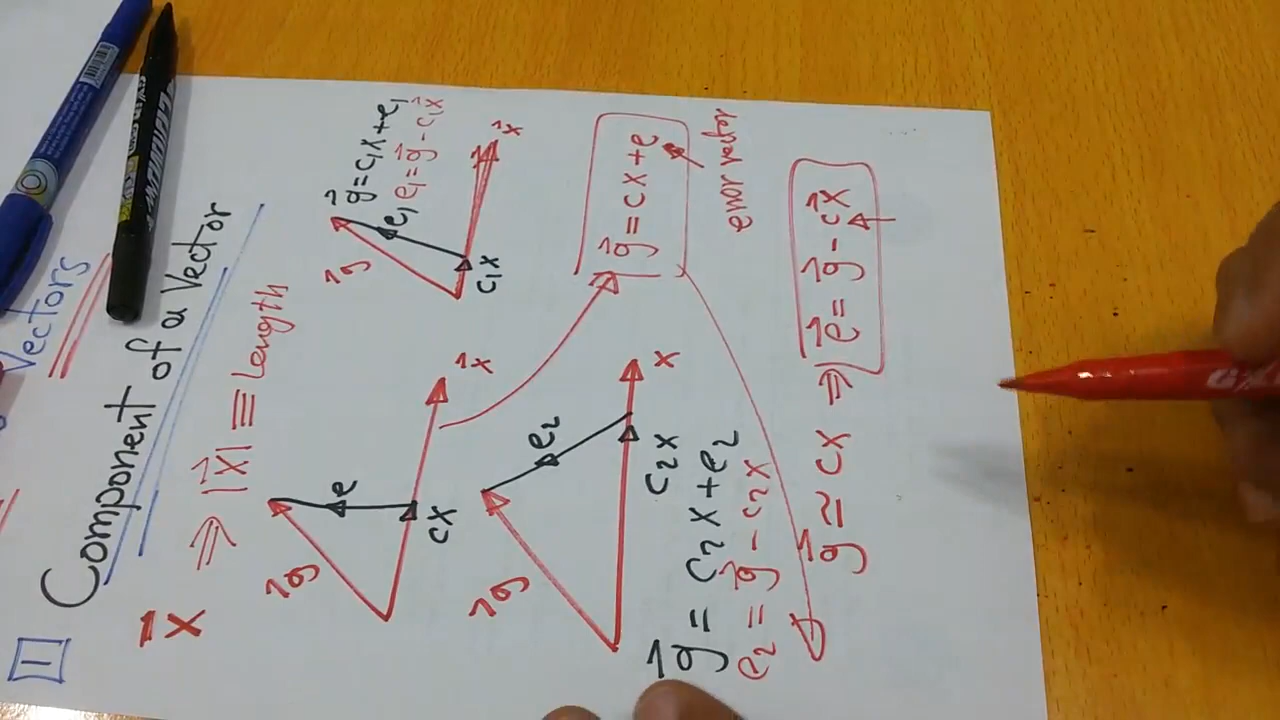 Vectors
1 Component of a Vector
x⃗ ⇒ |x⃗| ≡ Length
g⃗
e
cx
x⃗
g⃗
e₁
c₁x
x⃗
g⃗ = c₁x + e₁
e₁ = g⃗ - c₁x⃗
g⃗
e₂
c₂x
x
g⃗ = cx + e
error vector
g⃗ = c₂x + e₂
e₂ = g⃗ - c₂x
g⃗ ≃ cx ⇒ e⃗ = g⃗ - cx⃗